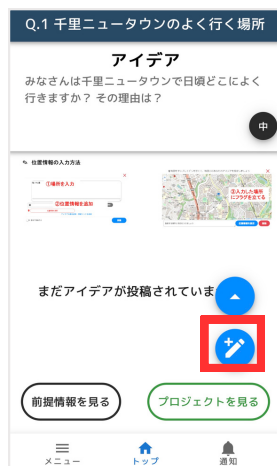 Q.1 千里ニュータウンのよく行く場所
アイデア
みなさんは千里ニュータウンで日頃どこによく
行きますか？ その理由は？
中
位置情報の入力方法
①場所を入力
②位置情報を追加
③入力した場所
にフラグを立てる
まだアイデアが投稿されていま
前提情報を見る
プロジェクトを見る
メニュー
トップ
通知